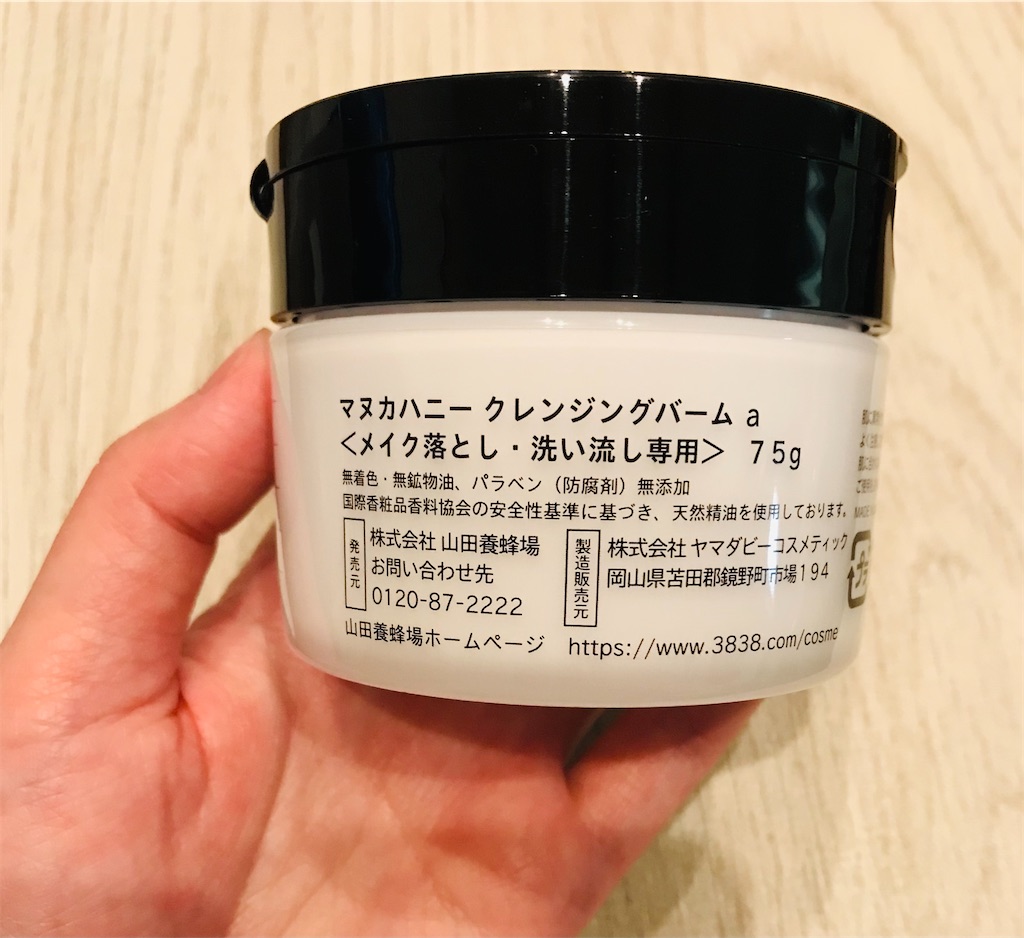 マヌカハニー クレンジングバーム a
＜メイク落とし・洗い流し専用＞ 75g
無着色・無鉱物油、パラベン（防腐剤）無添加
国際香粧品香料協会の安全性基準に基づき、天然精油を使用しております。
発売元
株式会社 山田養蜂場
お問い合わせ先
0120-87-2222
製造販売元
株式会社 ヤマダビーコスメティック
岡山県苫田郡鏡野町市場194
山田養蜂場ホームページ https://www.3838.com/cosme
プラ